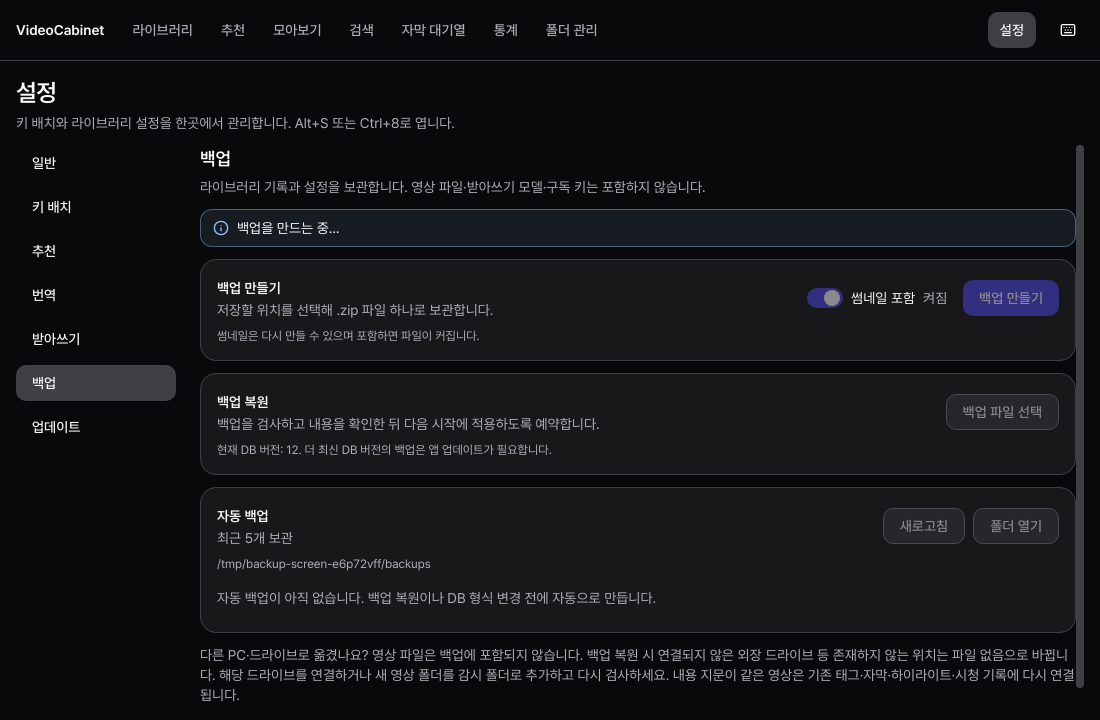 VideoCabinet 라이브러리 추천 모아보기 검색 자막 대기열 통계 폴더 관리 설정
설정
키 배치와 라이브러리 설정을 한곳에서 관리합니다. Alt+S 또는 Ctrl+8로 엽니다.
일반
키 배치
추천
번역
받아쓰기
백업
업데이트
백업
라이브러리 기록과 설정을 보관합니다. 영상 파일·받아쓰기 모델·구독 키는 포함하지 않습니다.
백업을 만드는 중…
백업 만들기
저장할 위치를 선택해 .zip 파일 하나로 보관합니다.
썸네일은 다시 만들 수 있으며 포함하면 파일이 커집니다.
썸네일 포함 켜짐 백업 만들기
백업 복원
백업을 검사하고 내용을 확인한 뒤 다음 시작에 적용하도록 예약합니다.
현재 DB 버전: 12. 더 최신 DB 버전의 백업은 앱 업데이트가 필요합니다.
백업 파일 선택
자동 백업
최근 5개 보관
/tmp/backup-screen-e6p72vff/backups
새로고침 폴더 열기
자동 백업이 아직 없습니다. 백업 복원이나 DB 형식 변경 전에 자동으로 만듭니다.
다른 PC·드라이브로 옮겼나요? 영상 파일은 백업에 포함되지 않습니다. 백업 복원 시 연결되지 않은 외장 드라이브 등 존재하지 않는 위치는 파일 없음으로 바뀝니
다. 해당 드라이브를 연결하거나 새 영상 폴더를 감시 폴더로 추가하고 다시 검사하세요. 내용 지문이 같은 영상은 기존 태그·자막·하이라이트·시청 기록에 다시 연결
됩니다.